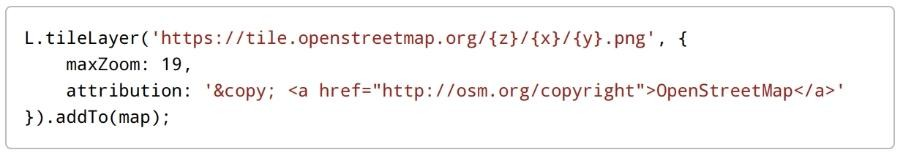 L.tileLayer('https://tile.openstreetmap.org/{z}/{x}/{y}.png', {
    maxZoom: 19,
    attribution: '&copy; <a href="http://osm.org/copyright">OpenStreetMap</a>'
}).addTo(map);